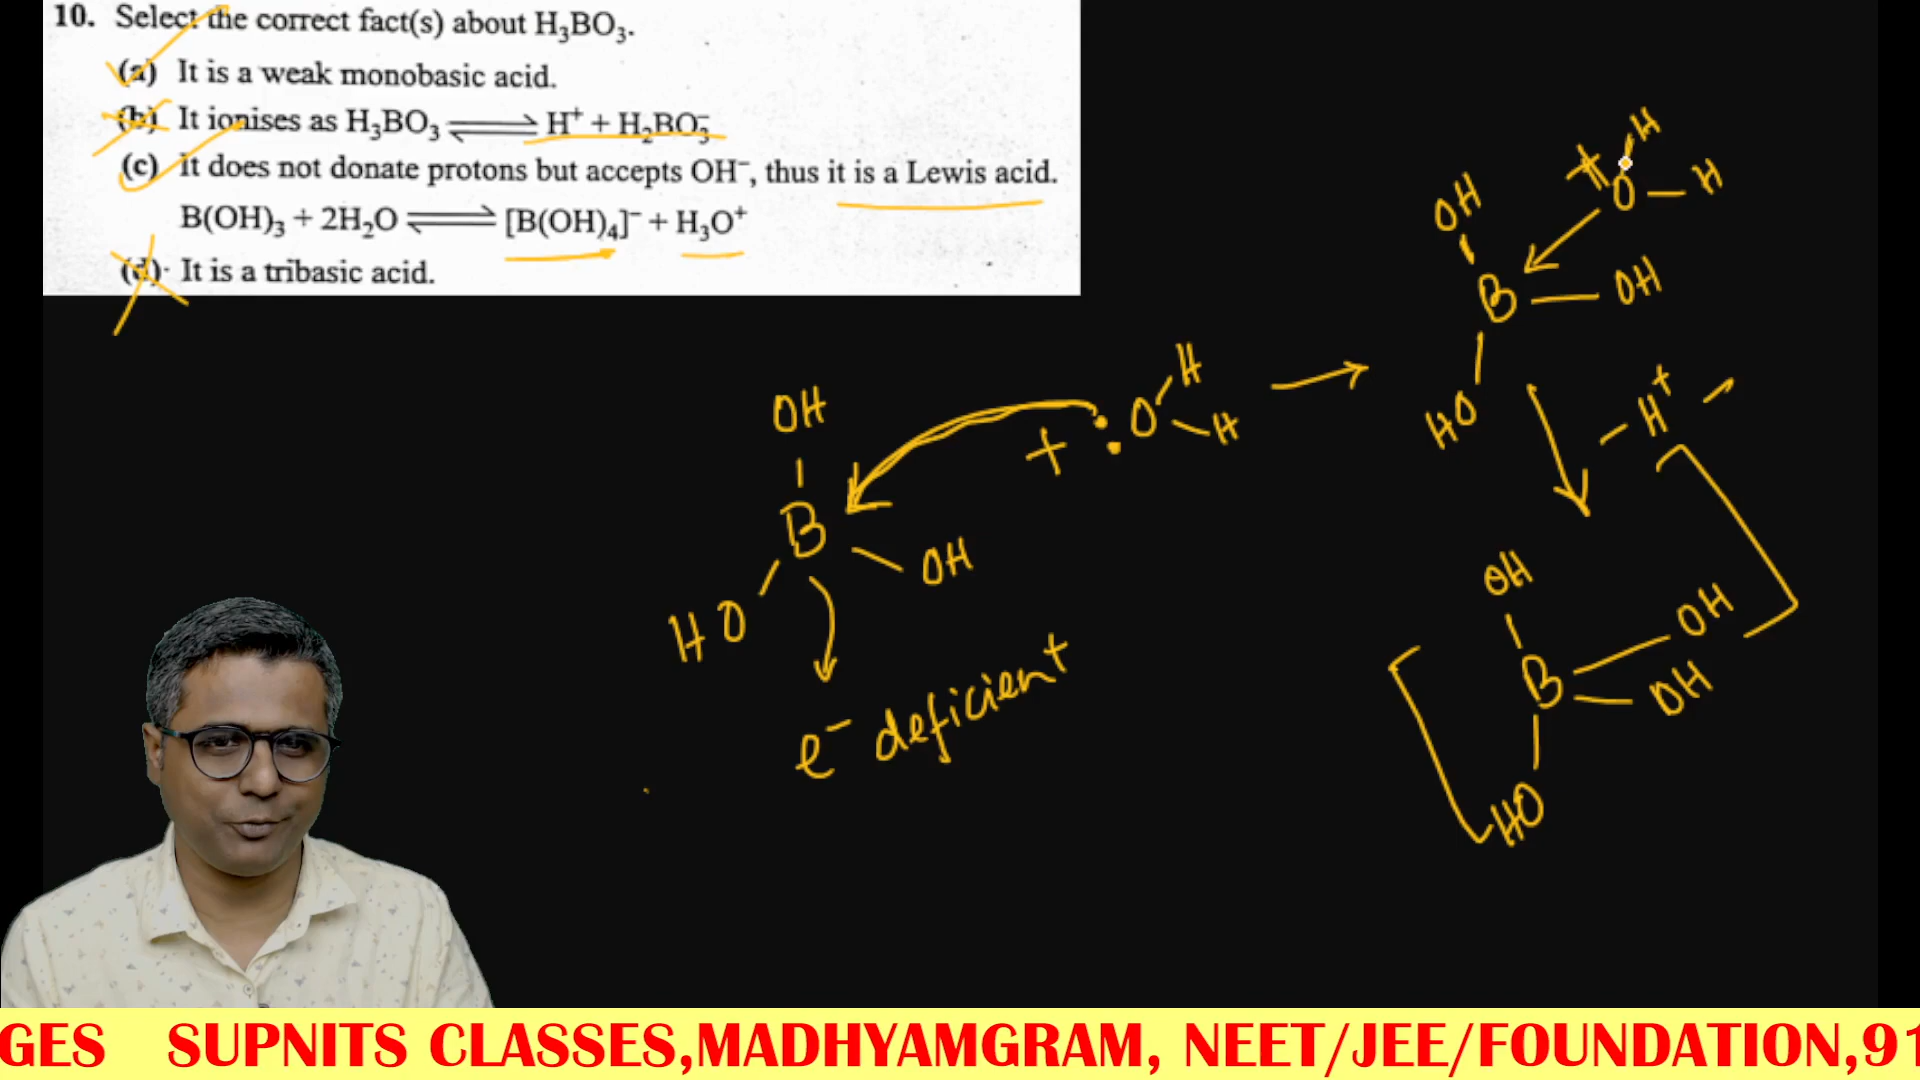 10. Select the correct fact(s) about H₃BO₃.
(a) It is a weak monobasic acid.
(b) It ionises as H₃BO₃ ⇌ H⁺ + H₂BO₃⁻
(c) It does not donate protons but accepts OH⁻, thus it is a Lewis acid.
B(OH)₃ + 2H₂O ⇌ [B(OH)₄]⁻ + H₃O⁺
(d) It is a tribasic acid.
H
+
O — H
OH
B — OH
HO
OH
B
OH
HO
+ :O
H
H
→
- H⁺
e⁻ deficient
OH
B
OH
OH
HO
GES SUPNITS CLASSES,MADHYAMGRAM, NEET/JEE/FOUNDATION,91